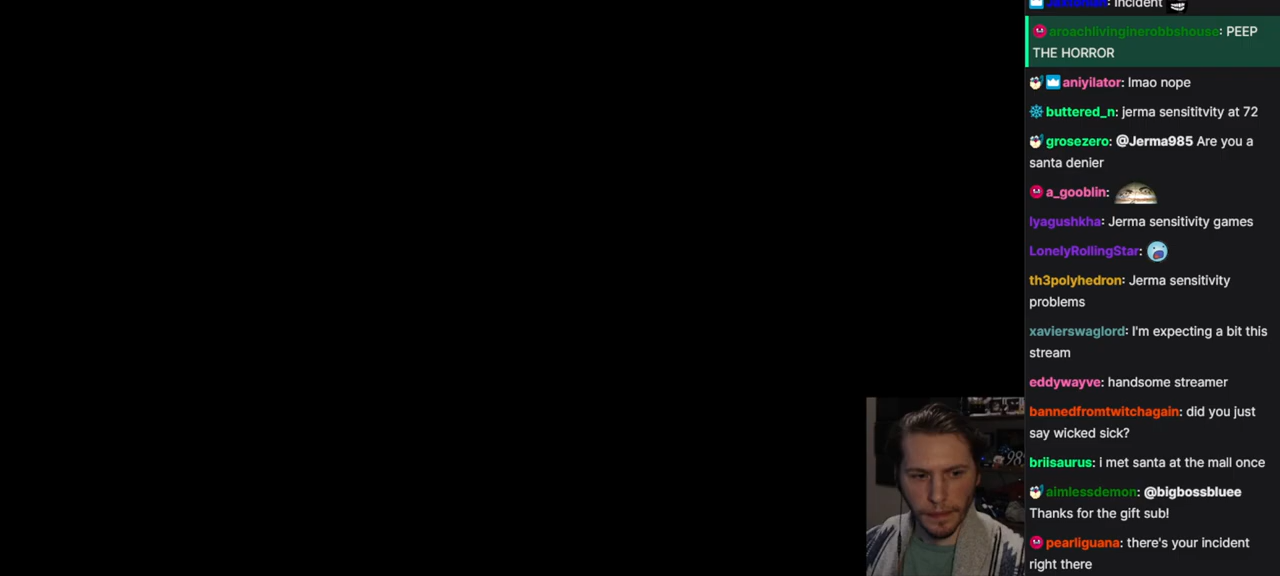 Incident
aroachlivinginerobbshouse: PEEP
THE HORROR
aniyilator: lmao nope
buttered_n: jerma sensititvity at 72
grosezero: @Jerma985 Are you a
santa denier
a_gooblin:
lyagushkha: Jerma sensitivity games
LonelyRollingStar:
th3polyhedron: Jerma sensitivity
problems
xavierswaglord: I'm expecting a bit this
stream
eddywayve: handsome streamer
bannedfromtwitchagain: did you just
say wicked sick?
briisaurus: i met santa at the mall once
aimlessdemon: @bigbossbluee
Thanks for the gift sub!
pearliguana: there's your incident
right there